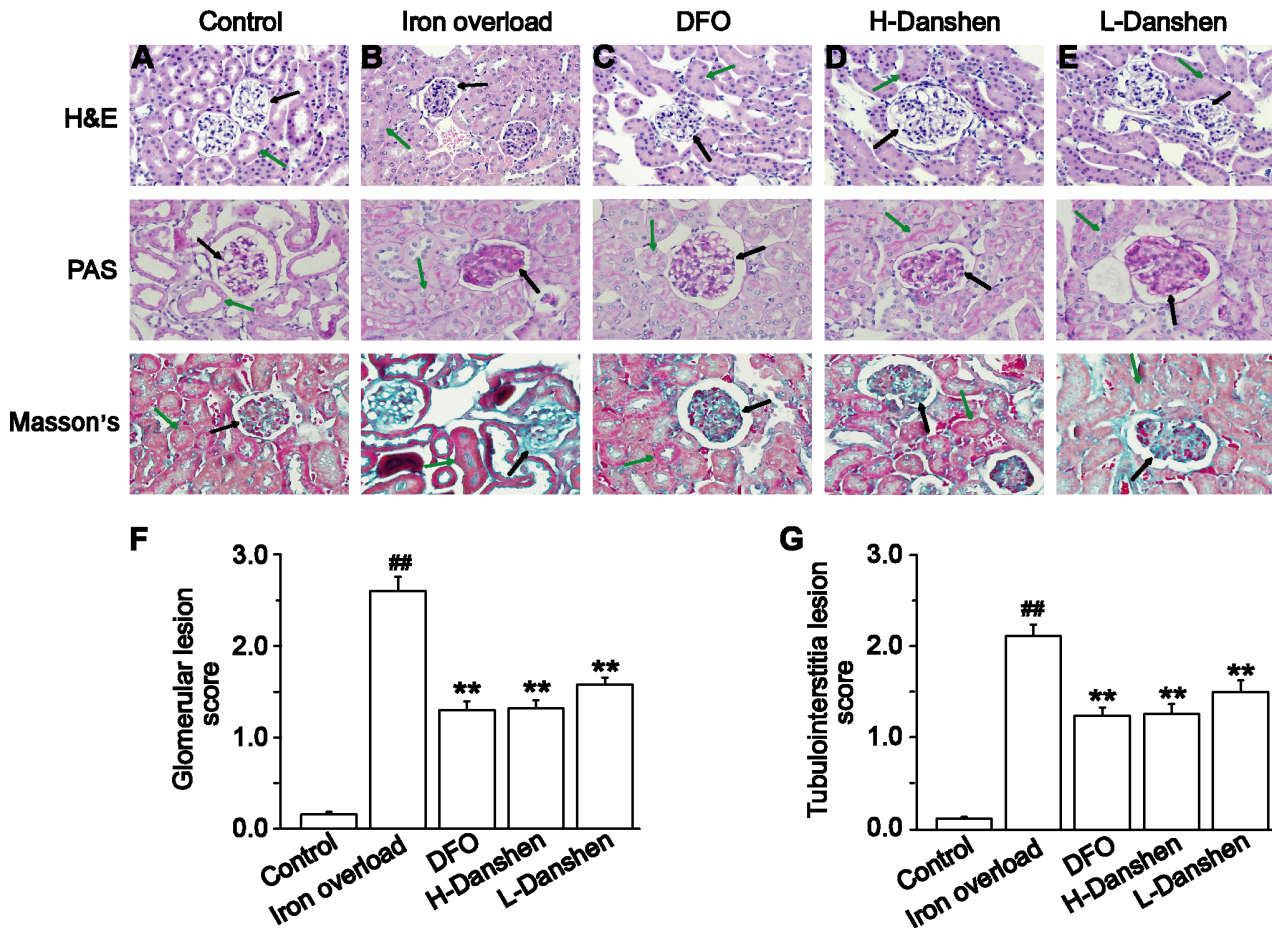 Control Iron overload DFO H-Danshen L-Danshen
A B C D E
H&E
PAS
Masson's
F
Glomerular lesion
score
3.0
2.0
1.0
0.0
##
**
**
**
Control
Iron overload
DFO
H-Danshen
L-Danshen
G
Tubulointerstitia lesion
score
3.0
2.0
1.0
0.0
##
**
**
**
Control
Iron overload
DFO
H-Danshen
L-Danshen